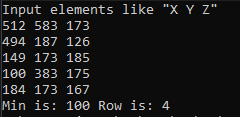 Input elements like "X Y Z"
512 583 173
494 187 126
149 173 185
100 383 175
184 173 167
Min is: 100 Row is: 4